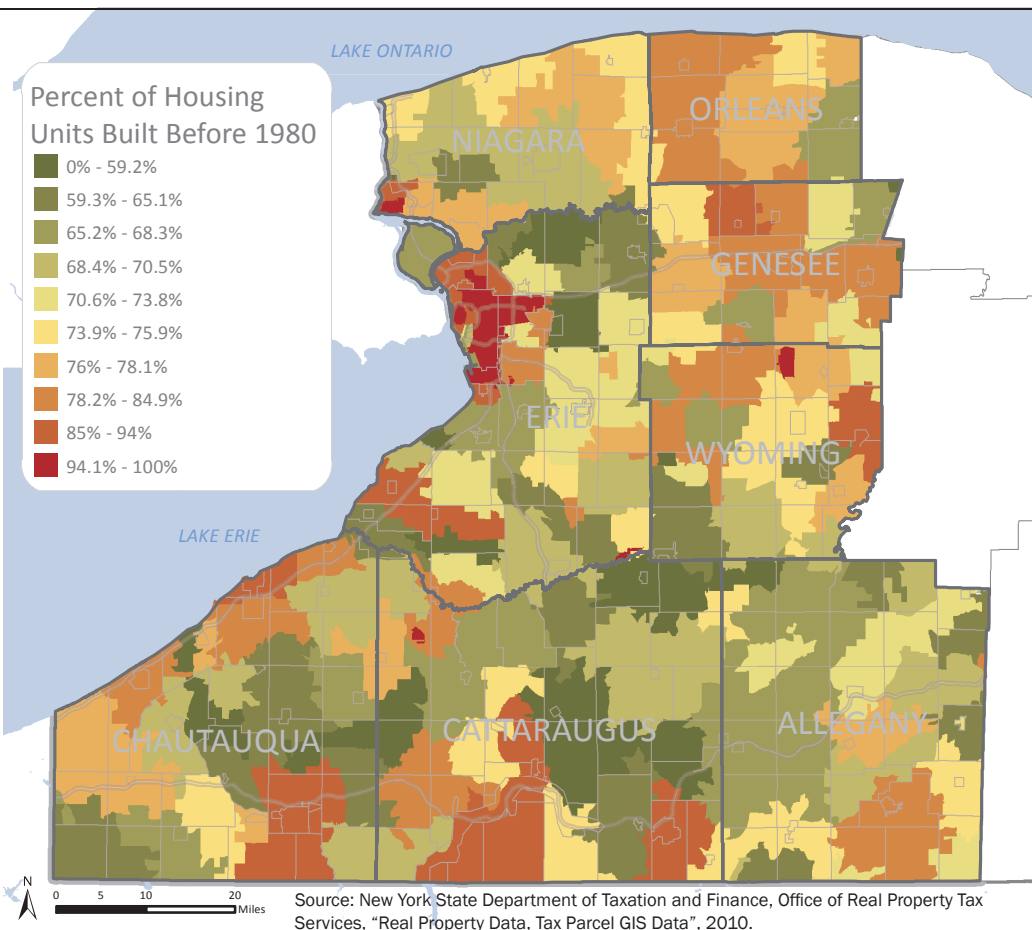 LAKE ONTARIO
Percent of Housing
Units Built Before 1980
0% - 59.2%
59.3% - 65.1%
65.2% - 68.3%
68.4% - 70.5%
70.6% - 73.8%
73.9% - 75.9%
76% - 78.1%
78.2% - 84.9%
85% - 94%
94.1% - 100%
NIAGARA
ORLEANS
GENESEE
ERIE
WYOMING
LAKE ERIE
CHAUTAUQUA
CATTARAUGUS
ALLEGANY
N
0 5 10 20
Miles
Source: New York State Department of Taxation and Finance, Office of Real Property Tax
Services, “Real Property Data, Tax Parcel GIS Data”, 2010.